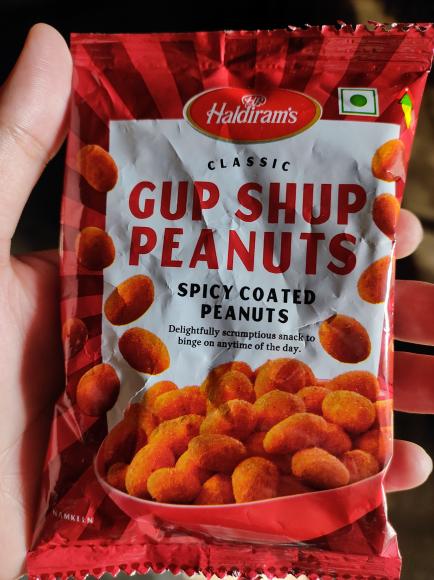 Haldiram's
CLASSIC
GUP SHUP
PEANUTS
SPICY COATED
PEANUTS
Delightfully scrumptious snack to
binge on anytime of the day.
NAMKEEN